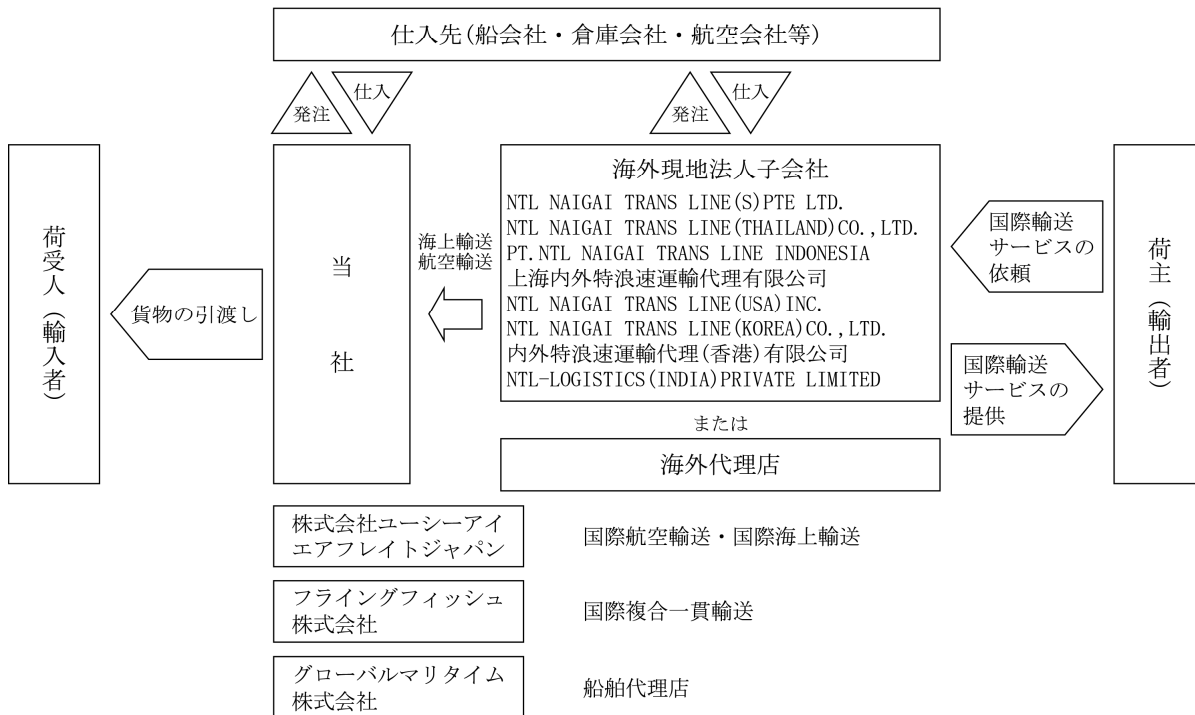 仕入先(船会社・倉庫会社・航空会社等)
発注
仕入
発注
仕入
荷受人(輸入者)
貨物の引渡し
当社
海上輸送
航空輸送
海外現地法人子会社
NTL NAIGAI TRANS LINE(S)PTE LTD.
NTL NAIGAI TRANS LINE(THAILAND)CO.,LTD.
PT.NTL NAIGAI TRANS LINE INDONESIA
上海内外特浪速運輸代理有限公司
NTL NAIGAI TRANS LINE(USA)INC.
NTL NAIGAI TRANS LINE(KOREA)CO.,LTD.
内外特浪速運輸代理(香港)有限公司
NTL-LOGISTICS(INDIA)PRIVATE LIMITED
または
海外代理店
国際輸送
サービスの
依頼
国際輸送
サービスの
提供
荷主(輸出者)
株式会社ユーシーアイ
エアフレイトジャパン
国際航空輸送・国際海上輸送
フライングフィッシュ
株式会社
国際複合一貫輸送
グローバルマリタイム
株式会社
船舶代理店